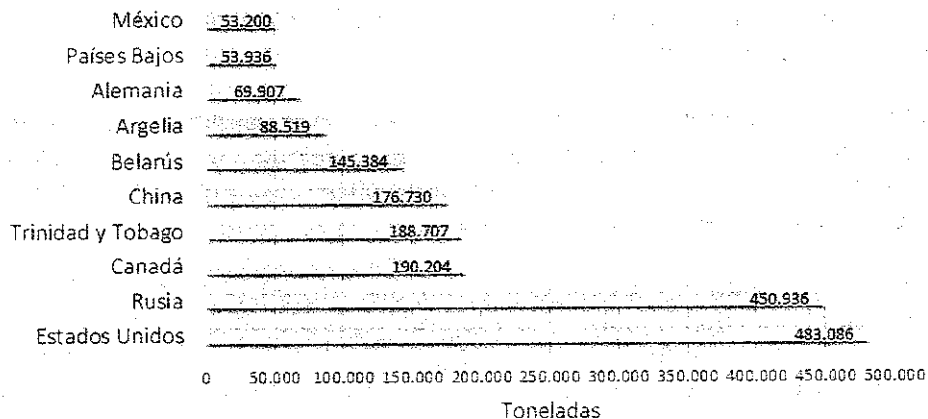 México 53.200
Países Bajos 53.936
Alemania 69.907
Argelia 88.519
Belarús 145.384
China 176.730
Trinidad y Tobago 188.707
Canadá 190.204
Rusia 450.936
Estados Unidos 483.086
0 50.000 100.000 150.000 200.000 250.000 300.000 350.000 400.000 450.000 500.000
Toneladas